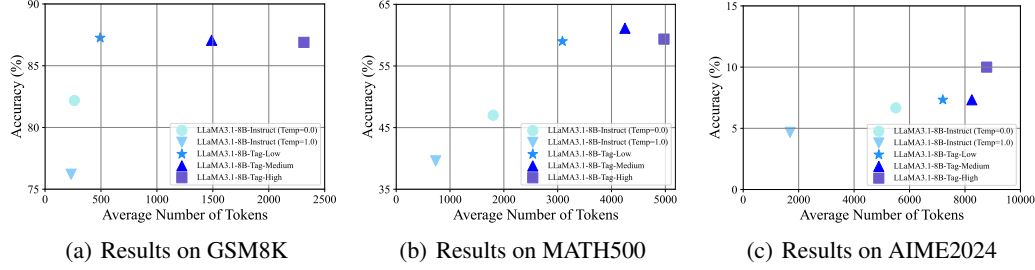 90
85
80
75
Accuracy (%)
0
500
1000
1500
2000
2500
Average Number of Tokens
LLaMA3.1-8B-Instruct (Temp=0.0)
LLaMA3.1-8B-Instruct (Temp=1.0)
LLaMA3.1-8B-Tag-Low
LLaMA3.1-8B-Tag-Medium
LLaMA3.1-8B-Tag-High
(a) Results on GSM8K
65
55
45
35
Accuracy (%)
0
1000
2000
3000
4000
5000
Average Number of Tokens
LLaMA3.1-8B-Instruct (Temp=0.0)
LLaMA3.1-8B-Instruct (Temp=1.0)
LLaMA3.1-8B-Tag-Low
LLaMA3.1-8B-Tag-Medium
LLaMA3.1-8B-Tag-High
(b) Results on MATH500
15
10
5
0
Accuracy (%)
0
2000
4000
6000
8000
10000
Average Number of Tokens
LLaMA3.1-8B-Instruct (Temp=0.0)
LLaMA3.1-8B-Instruct (Temp=1.0)
LLaMA3.1-8B-Tag-Low
LLaMA3.1-8B-Tag-Medium
LLaMA3.1-8B-Tag-High
(c) Results on AIME2024